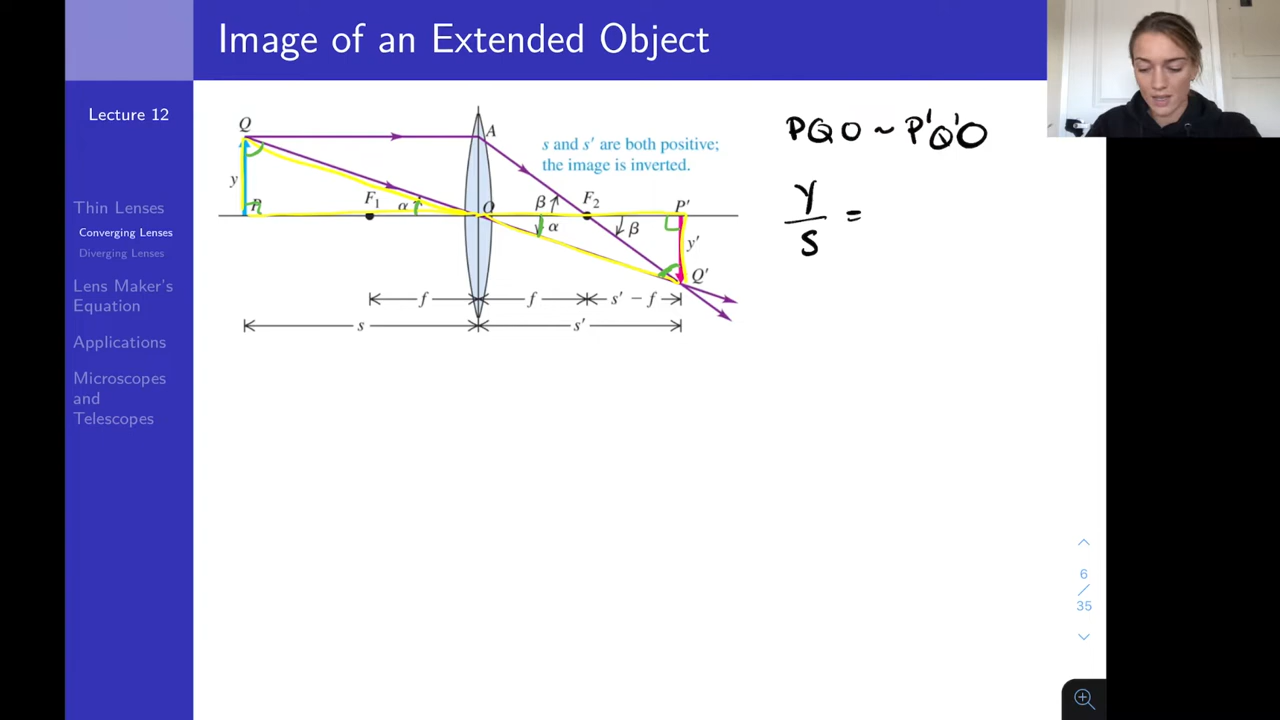 Image of an Extended Object
Lecture 12
Thin Lenses
Converging Lenses
Diverging Lenses
Lens Maker's
Equation
Applications
Microscopes
and
Telescopes
Q
A
s and s' are both positive;
the image is inverted.
y
P
F₁
α
O
β
F₂
P'
α
β
y'
Q'
f
f
s' − f
s
s'
PQO ~ P'Q'O
y
s
=
6
/
35